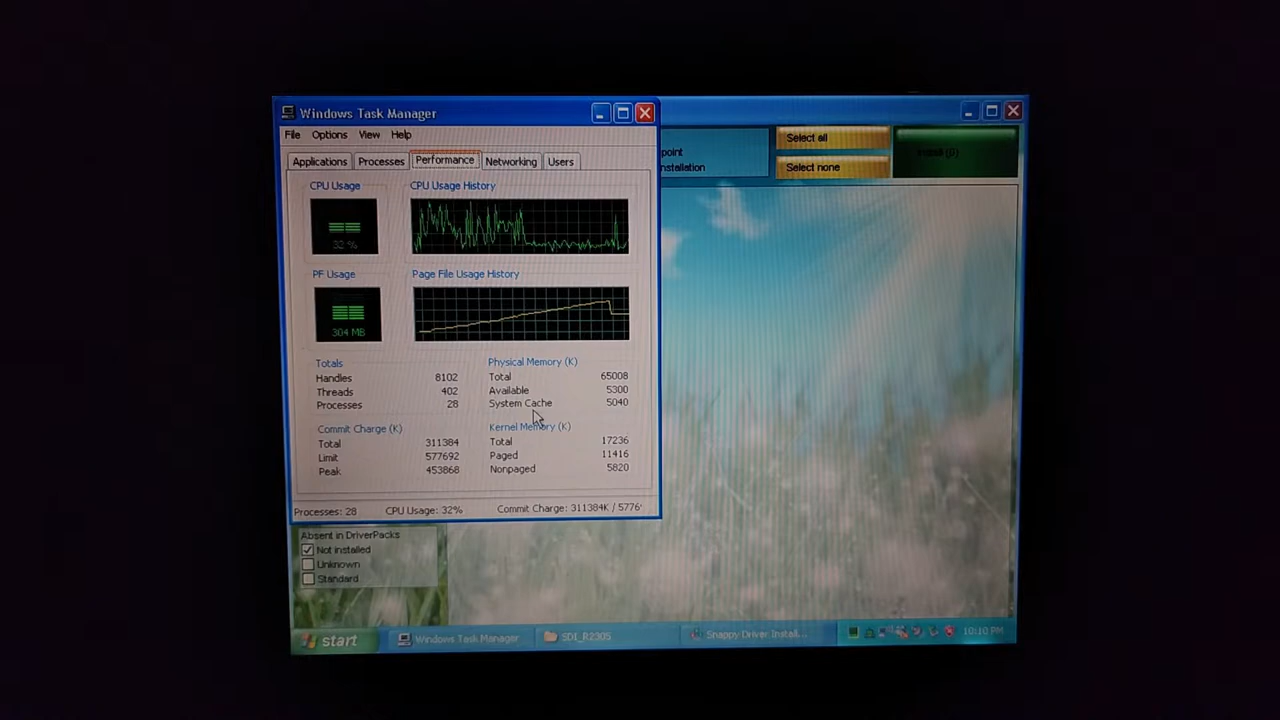 Windows Task Manager
File Options View Help
Applications Processes Performance Networking Users
CPU Usage CPU Usage History
32 %
PF Usage Page File Usage History
304 MB
Totals
Handles 8102
Threads 402
Processes 28
Physical Memory (K)
Total 65008
Available 5300
System Cache 5040
Commit Charge (K)
Total 311384
Limit 577692
Peak 453868
Kernel Memory (K)
Total 17236
Paged 11416
Nonpaged 5820
Processes: 28 CPU Usage: 32% Commit Charge: 311384K / 5776
point
nstallation
Select all
Select none
Install (0)
Absent in DriverPacks
Not installed
Unknown
Standard
start Windows Task Manager SDI_R2305 Snappy Driver Install... 10:10 PM